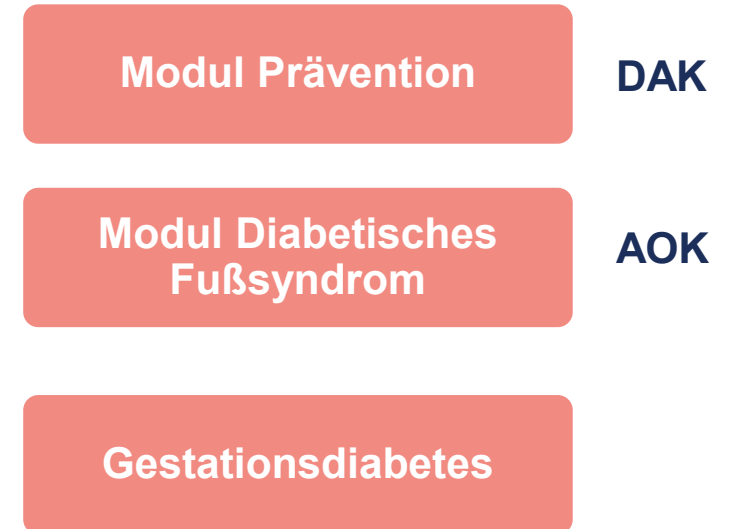 Modul Prävention
DAK
Modul Diabetisches
Fußsyndrom
AOK
Gestationsdiabetes